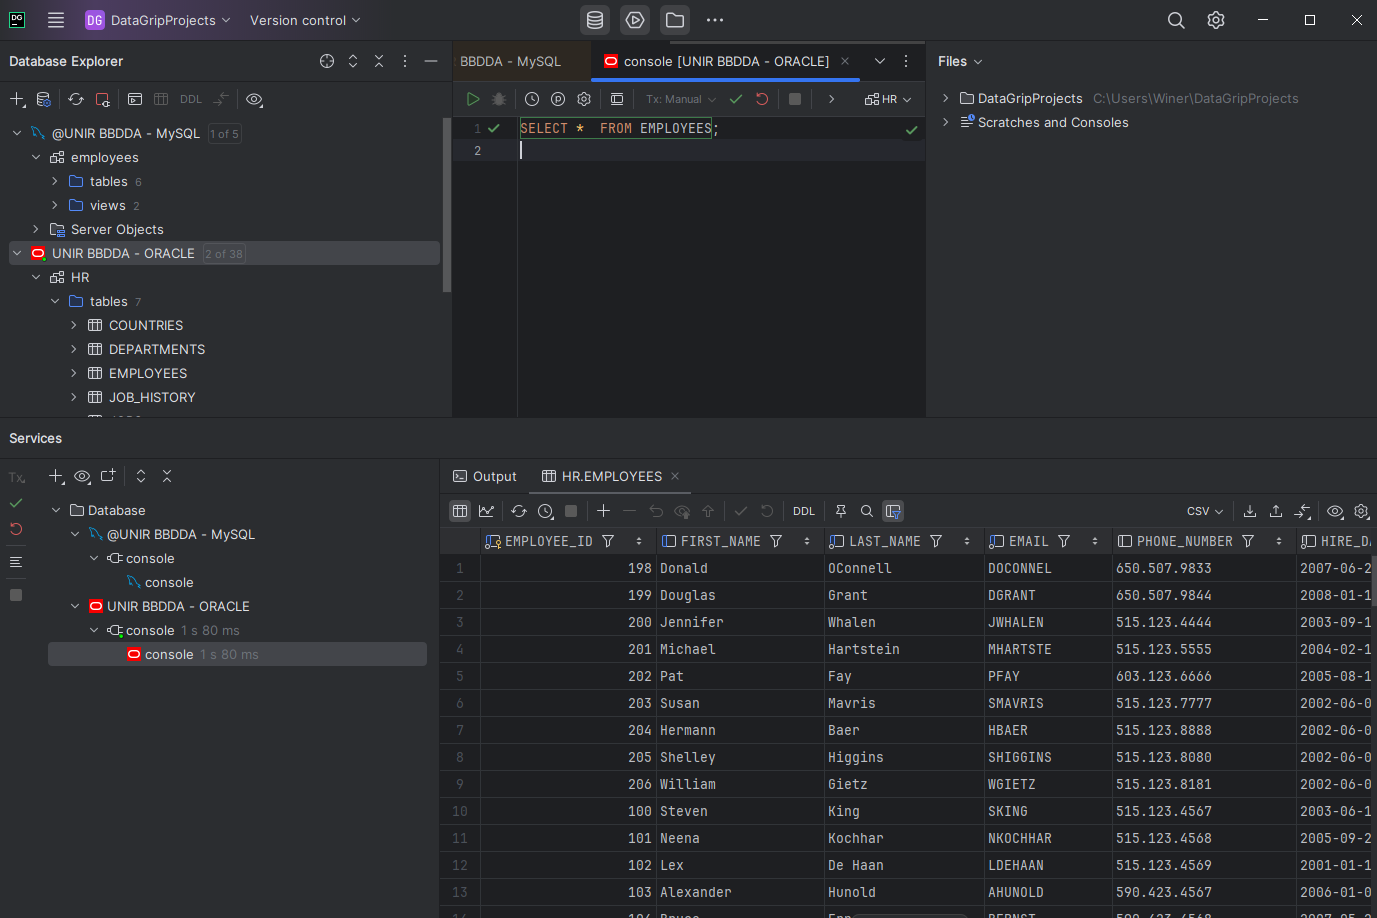 DG
DG DataGripProjects Version control
Database Explorer
BBDDA - MySQL
console [UNIR BBDDA - ORACLE]
Files
DDL
Tx: Manual
HR
@UNIR BBDDA - MySQL 1 of 5
employees
tables 6
views 2
Server Objects
UNIR BBDDA - ORACLE 2 of 38
HR
tables 7
COUNTRIES
DEPARTMENTS
EMPLOYEES
JOB_HISTORY
1 SELECT * FROM EMPLOYEES;
2
DataGripProjects C:\Users\Winer\DataGripProjects
Scratches and Consoles
Services
Tx
Database
@UNIR BBDDA - MySQL
console
console
UNIR BBDDA - ORACLE
console 1 s 80 ms
console 1 s 80 ms
Output HR.EMPLOYEES
DDL CSV
EMPLOYEE_ID FIRST_NAME LAST_NAME EMAIL PHONE_NUMBER HIRE_DA
1 198 Donald OConnell DOCONNEL 650.507.9833 2007-06-2
2 199 Douglas Grant DGRANT 650.507.9844 2008-01-1
3 200 Jennifer Whalen JWHALEN 515.123.4444 2003-09-1
4 201 Michael Hartstein MHARTSTE 515.123.5555 2004-02-1
5 202 Pat Fay PFAY 603.123.6666 2005-08-1
6 203 Susan Mavris SMAVRIS 515.123.7777 2002-06-0
7 204 Hermann Baer HBAER 515.123.8888 2002-06-0
8 205 Shelley Higgins SHIGGINS 515.123.8080 2002-06-0
9 206 William Gietz WGIETZ 515.123.8181 2002-06-0
10 100 Steven King SKING 515.123.4567 2003-06-1
11 101 Neena Kochhar NKOCHHAR 515.123.4568 2005-09-2
12 102 Lex De Haan LDEHAAN 515.123.4569 2001-01-1
13 103 Alexander Hunold AHUNOLD 590.423.4567 2006-01-0